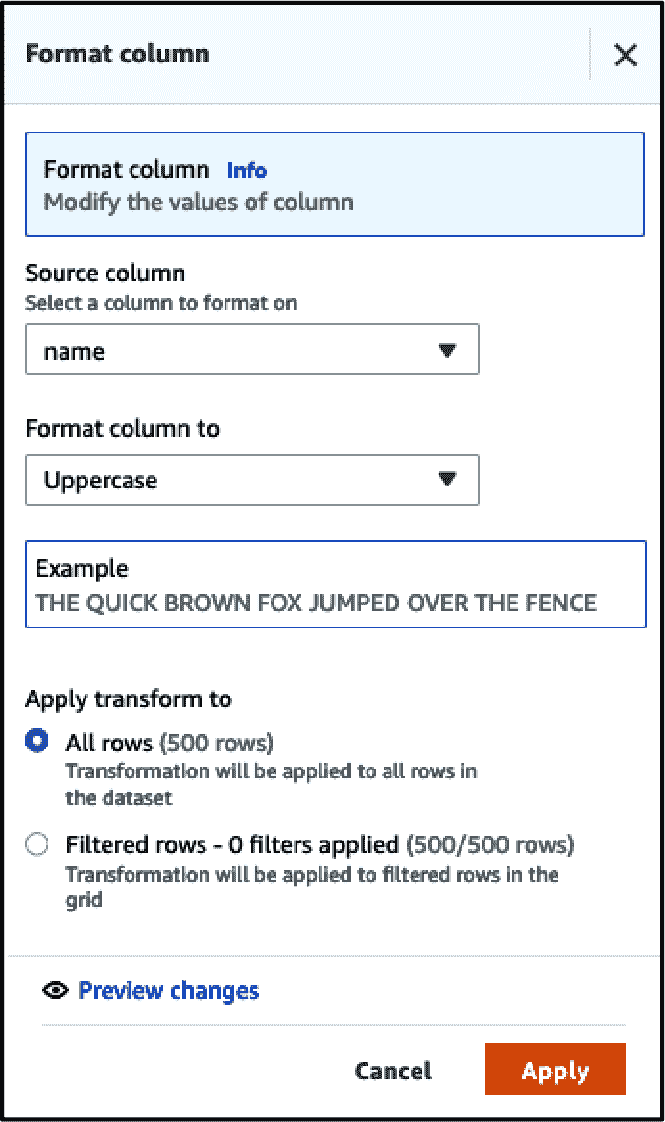 Format column
Format column Info
Modify the values of column
Source column
Select a column to format on
name
Format column to
Uppercase
Example
THE QUICK BROWN FOX JUMPED OVER THE FENCE
Apply transform to
All rows (500 rows)
Transformation will be applied to all rows in
the dataset
Filtered rows - 0 filters applied (500/500 rows)
Transformation will be applied to filtered rows in the
grid
Preview changes
Cancel Apply